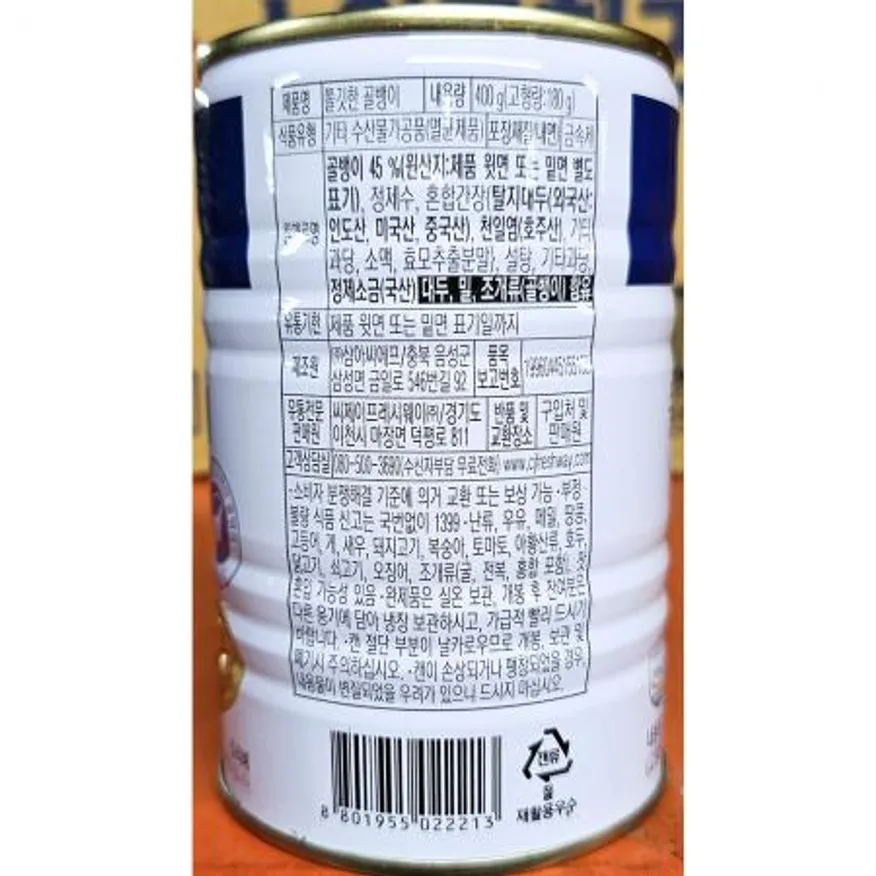 제품명 쫄깃한 골뱅이 내용량 400 g(고형량:180 g)
식품유형 기타 수산물가공품(멸균제품) 포장재질(내면) 금속제
골뱅이 45 %(원산지:제품 윗면 또는 밑면 별도
표기), 정제수, 혼합간장{탈지대두(외국산:
원재료명 인도산, 미국산, 중국산), 천일염(호주산), 기타
과당, 소맥, 효모추출분말}, 설탕, 기타과당,
정제소금(국산) 대두, 밀, 조개류(골뱅이) 함유
유통기한 제품 윗면 또는 밑면 표기일까지
제조원 ㈜삼아씨에프/충북 음성군 삼성면 금일로 546번길 92
품목 보고번호
유통전문 판매원 씨제이프레시웨이㈜/경기도 이천시 마장면 덕평로 811
반품 및 교환장소 구입처 및 판매원
고객상담실 080-500-3690(수신자부담 무료전화) www.cjfreshway.com
·소비자 분쟁해결 기준에 의거 교환 또는 보상 가능 ·부정·
불량 식품 신고는 국번없이 1399 ·난류, 우유, 메밀, 땅콩,
고등어, 게, 새우, 돼지고기, 복숭아, 토마토, 아황산류, 호두,
닭고기, 쇠고기, 오징어, 조개류(굴, 전복, 홍합 포함), 잣
혼입 가능성 있음 ·완제품은 실온 보관, 개봉 후 잔여분은
다른 용기에 담아 냉장 보관하시고, 가급적 빨리 드시기
바랍니다. ·캔 절단 부분이 날카로우므로 개봉, 보관 및
폐기시 주의하십시오. ·캔이 손상되거나 팽창되었을 경우,
내용물이 변질되었을 우려가 있으니 드시지 마십시오.
캔류
철
재활용우수
8 801955 022213